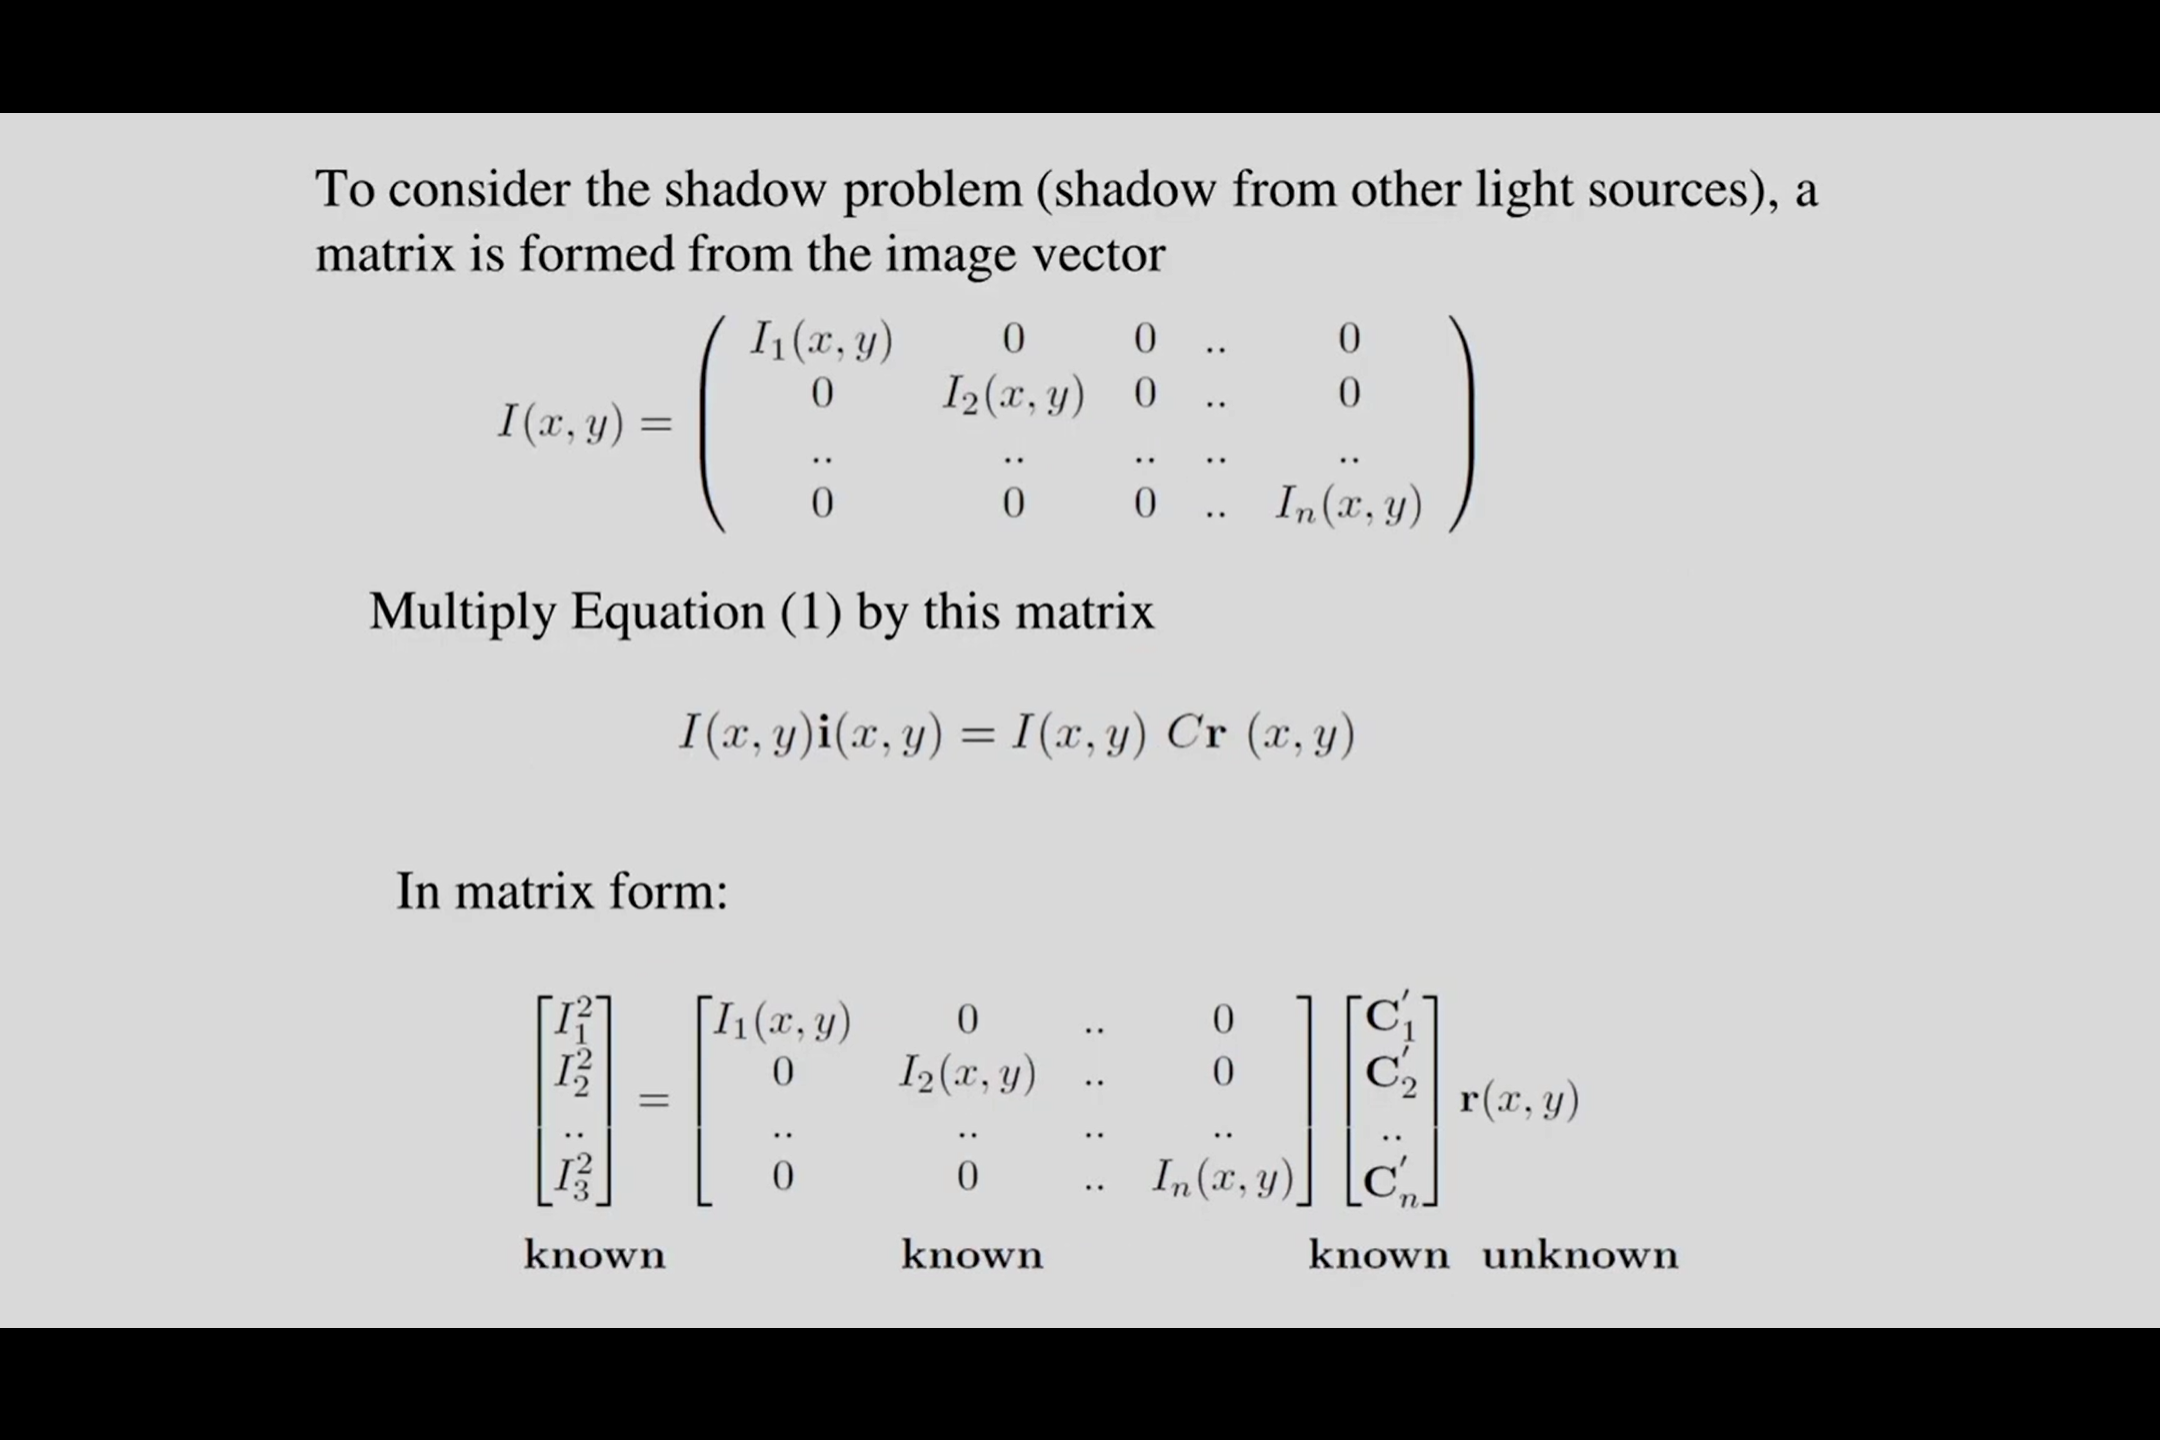 To consider the shadow problem (shadow from other light sources), a
matrix is formed from the image vector
I(x, y) = ( I₁(x, y) 0 0 .. 0
0 I₂(x, y) 0 .. 0
.. .. .. .. ..
0 0 0 .. Iₙ(x, y) )
Multiply Equation (1) by this matrix
I(x, y)i(x, y) = I(x, y) Cr (x, y)
In matrix form:
[I₁² I₂² .. I₃²] = [I₁(x, y) 0 .. 0
0 I₂(x, y) .. 0
.. .. .. ..
0 0 .. Iₙ(x, y)] [C′₁ C′₂ .. C′ₙ] r(x, y)
known known known unknown